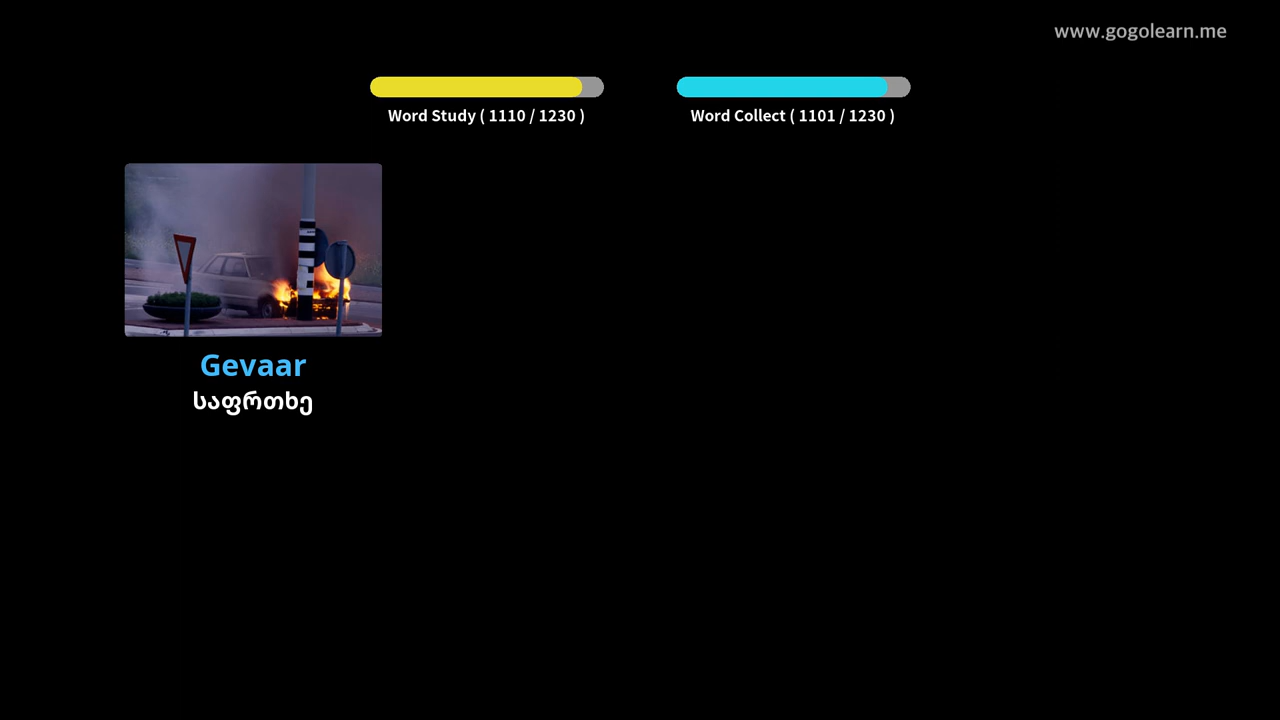 www.gogolearn.me
Word Study ( 1110 / 1230 )
Word Collect ( 1101 / 1230 )
Gevaar
საფრთხე